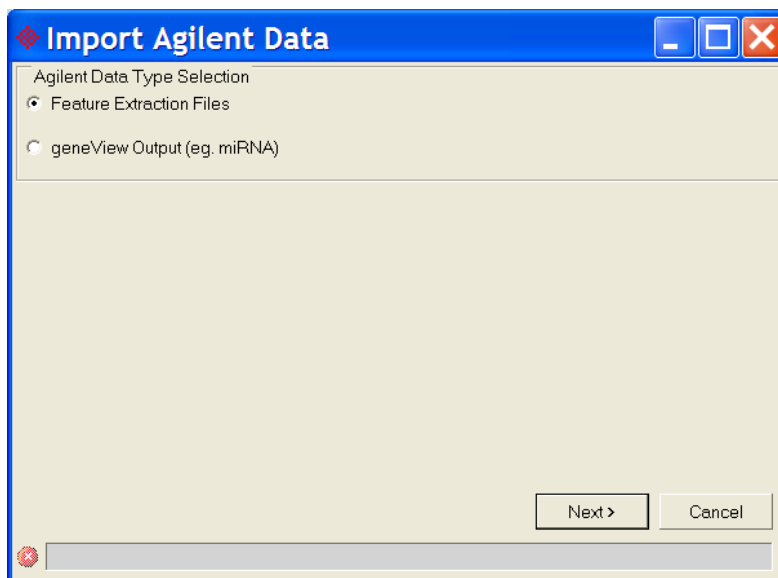 Import Agilent Data
Agilent Data Type Selection
Feature Extraction Files
geneView Output (eg. miRNA)
Next >
Cancel